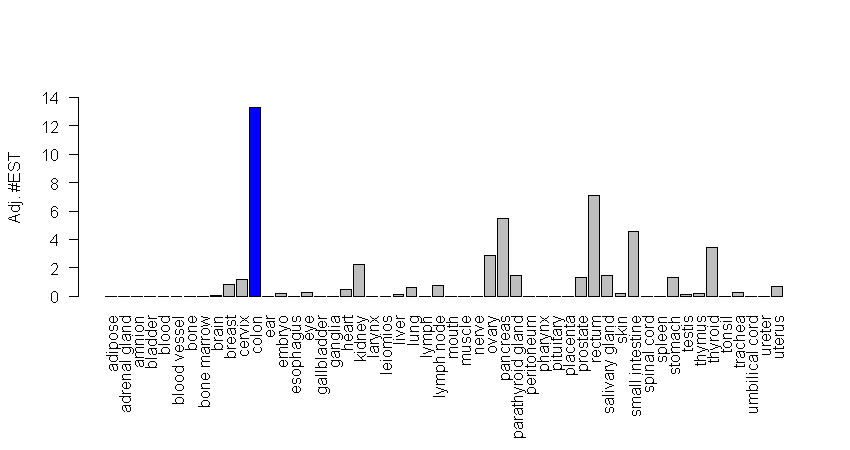 Adj. #EST
14
12
10
8
6
4
2
0
adipose
adrenal gland
amnion
bladder
blood
blood vessel
bone
bone marrow
brain
breast
cervix
colon
ear
embryo
esophagus
eye
gallbladder
ganglia
heart
kidney
larynx
leiomios
liver
lung
lymph
lymph node
mouth
muscle
nerve
ovary
pancreas
parathyroid gland
peritoneum
pharynx
pituitary
placenta
prostate
rectum
salivary gland
skin
small intestine
spinal cord
spleen
stomach
testis
thymus
thyroid
tonsil
trachea
umbilical cord
ureter
uterus